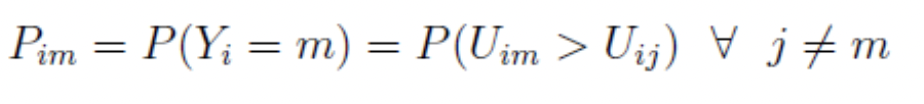 P_{im} = P(Y_i = m) = P(U_{im} > U_{ij}) ∀ j ≠ m